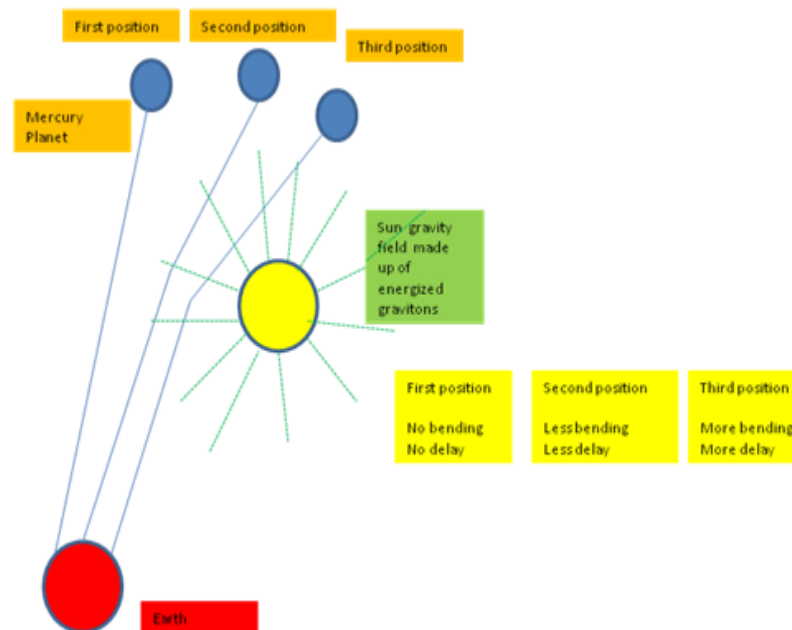 First position
Second position
Third position
Mercury
Planet
Sun gravity
field made
up of
energized
gravitons
First position
No bending
No delay
Second position
Less bending
Less delay
Third position
More bending
More delay
Earth